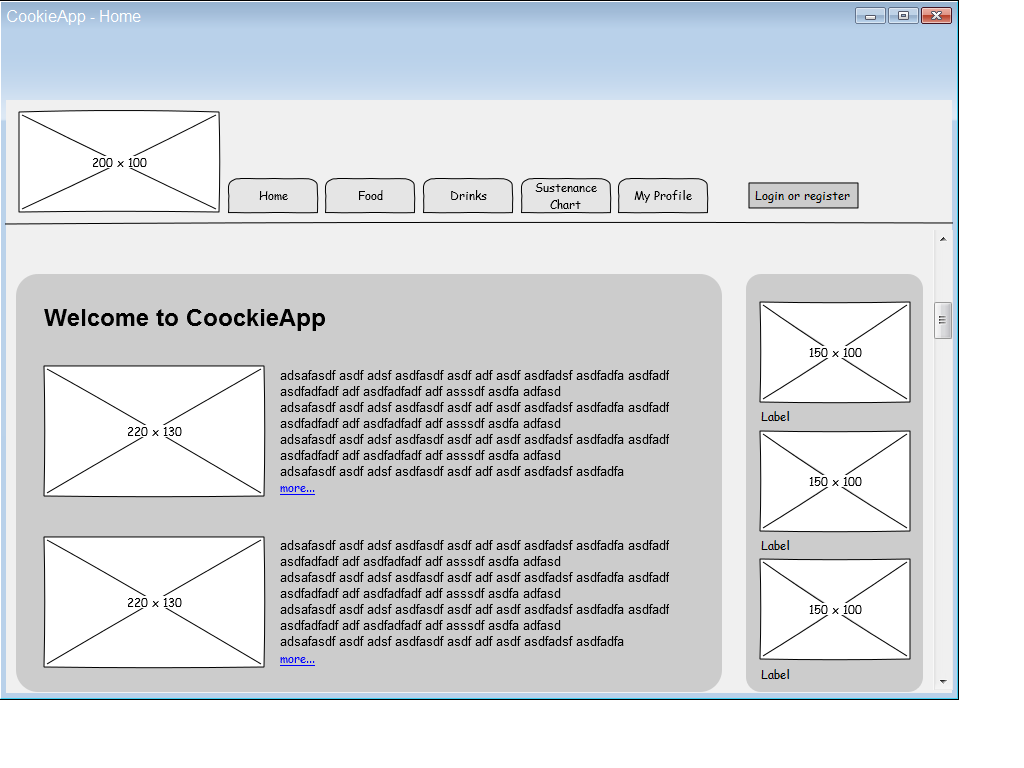 CookieApp - Home
200 x 100
Home
Food
Drinks
Sustenance
Chart
My Profile
Login or register
Welcome to CoockieApp
220 x 130
adsafasdf asdf adsf asdfasdf asdf adf asdf asdfadsf asdfadfa asdfadf
asdfadfadf adf asdfadfadf adf asssdf asdfa adfasd
adsafasdf asdf adsf asdfasdf asdf adf asdf asdfadsf asdfadfa asdfadf
asdfadfadf adf asdfadfadf adf asssdf asdfa adfasd
adsafasdf asdf adsf asdfasdf asdf adf asdf asdfadsf asdfadfa asdfadf
asdfadfadf adf asdfadfadf adf asssdf asdfa adfasd
adsafasdf asdf adsf asdfasdf asdf adf asdf asdfadsf asdfadfa
more...
220 x 130
adsafasdf asdf adsf asdfasdf asdf adf asdf asdfadsf asdfadfa asdfadf
asdfadfadf adf asdfadfadf adf asssdf asdfa adfasd
adsafasdf asdf adsf asdfasdf asdf adf asdf asdfadsf asdfadfa asdfadf
asdfadfadf adf asdfadfadf adf asssdf asdfa adfasd
adsafasdf asdf adsf asdfasdf asdf adf asdf asdfadsf asdfadfa asdfadf
asdfadfadf adf asdfadfadf adf asssdf asdfa adfasd
adsafasdf asdf adsf asdfasdf asdf adf asdf asdfadsf asdfadfa
more...
150 x 100
Label
150 x 100
Label
150 x 100
Label